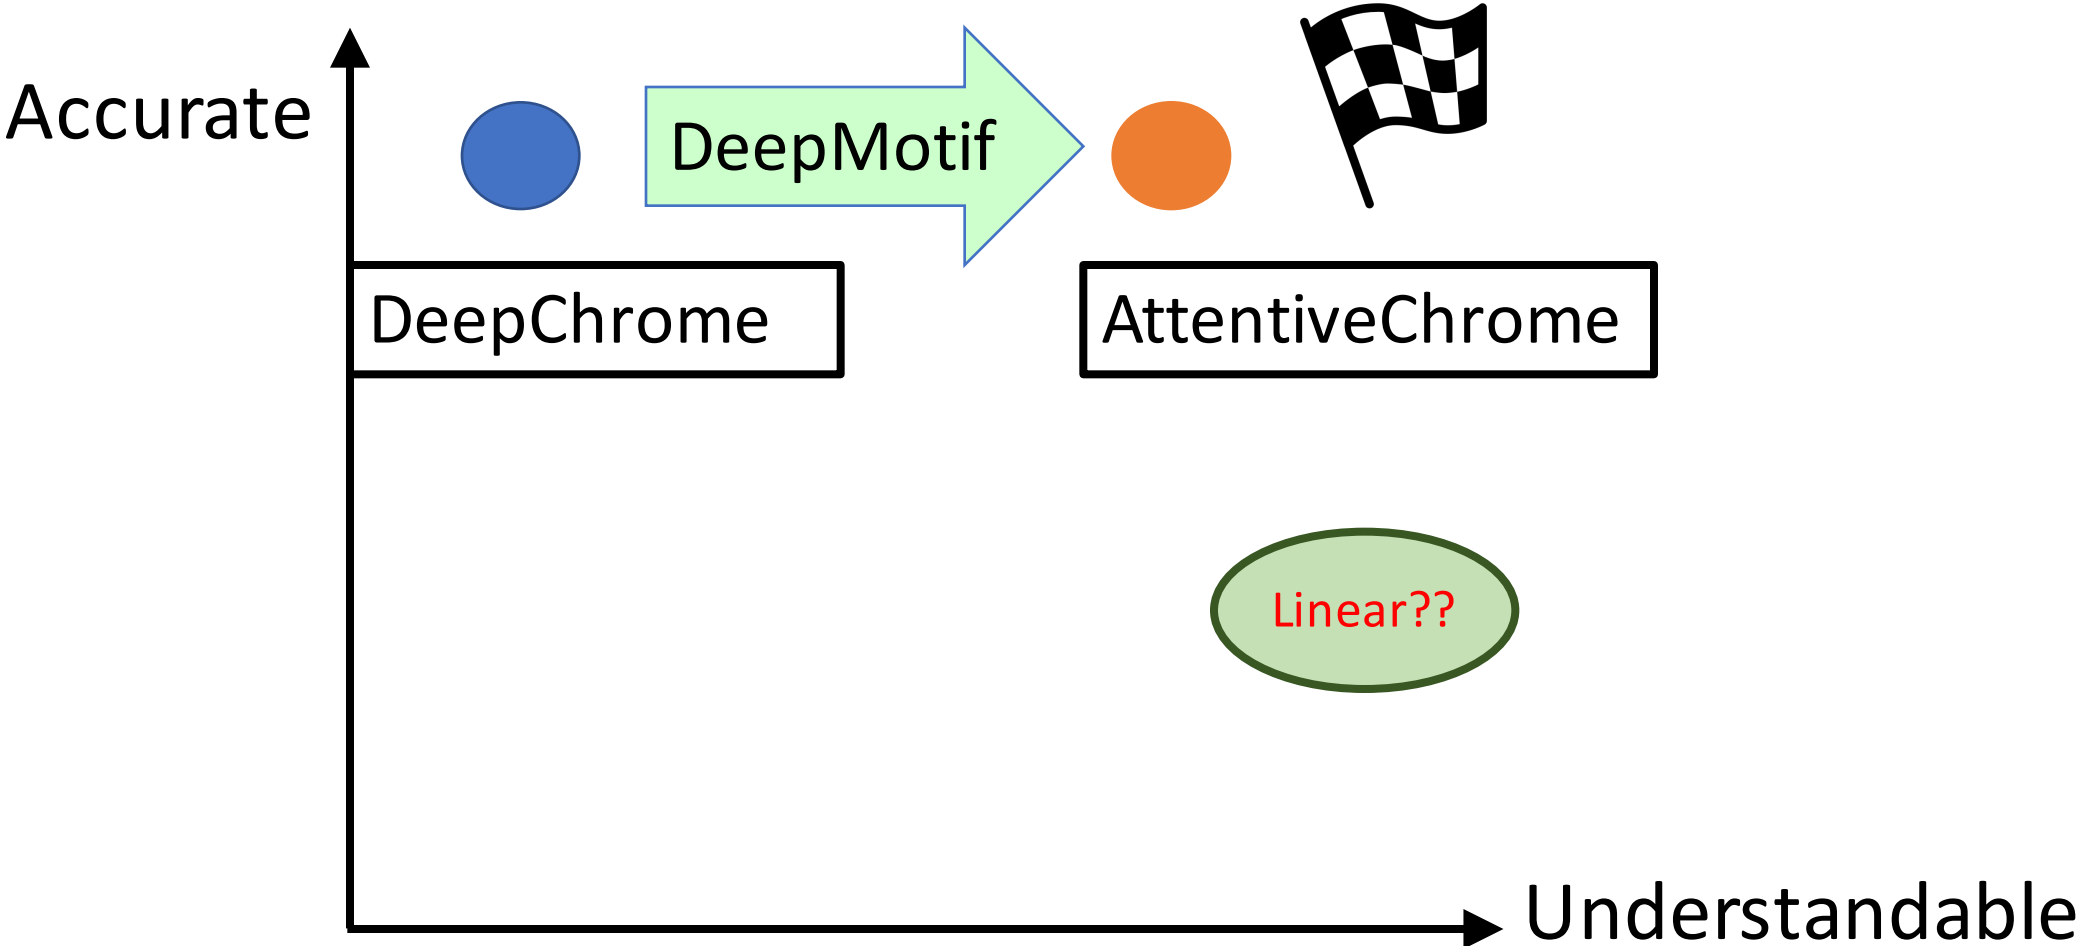 Accurate
DeepMotif
DeepChrome
AttentiveChrome
Linear??
Understandable